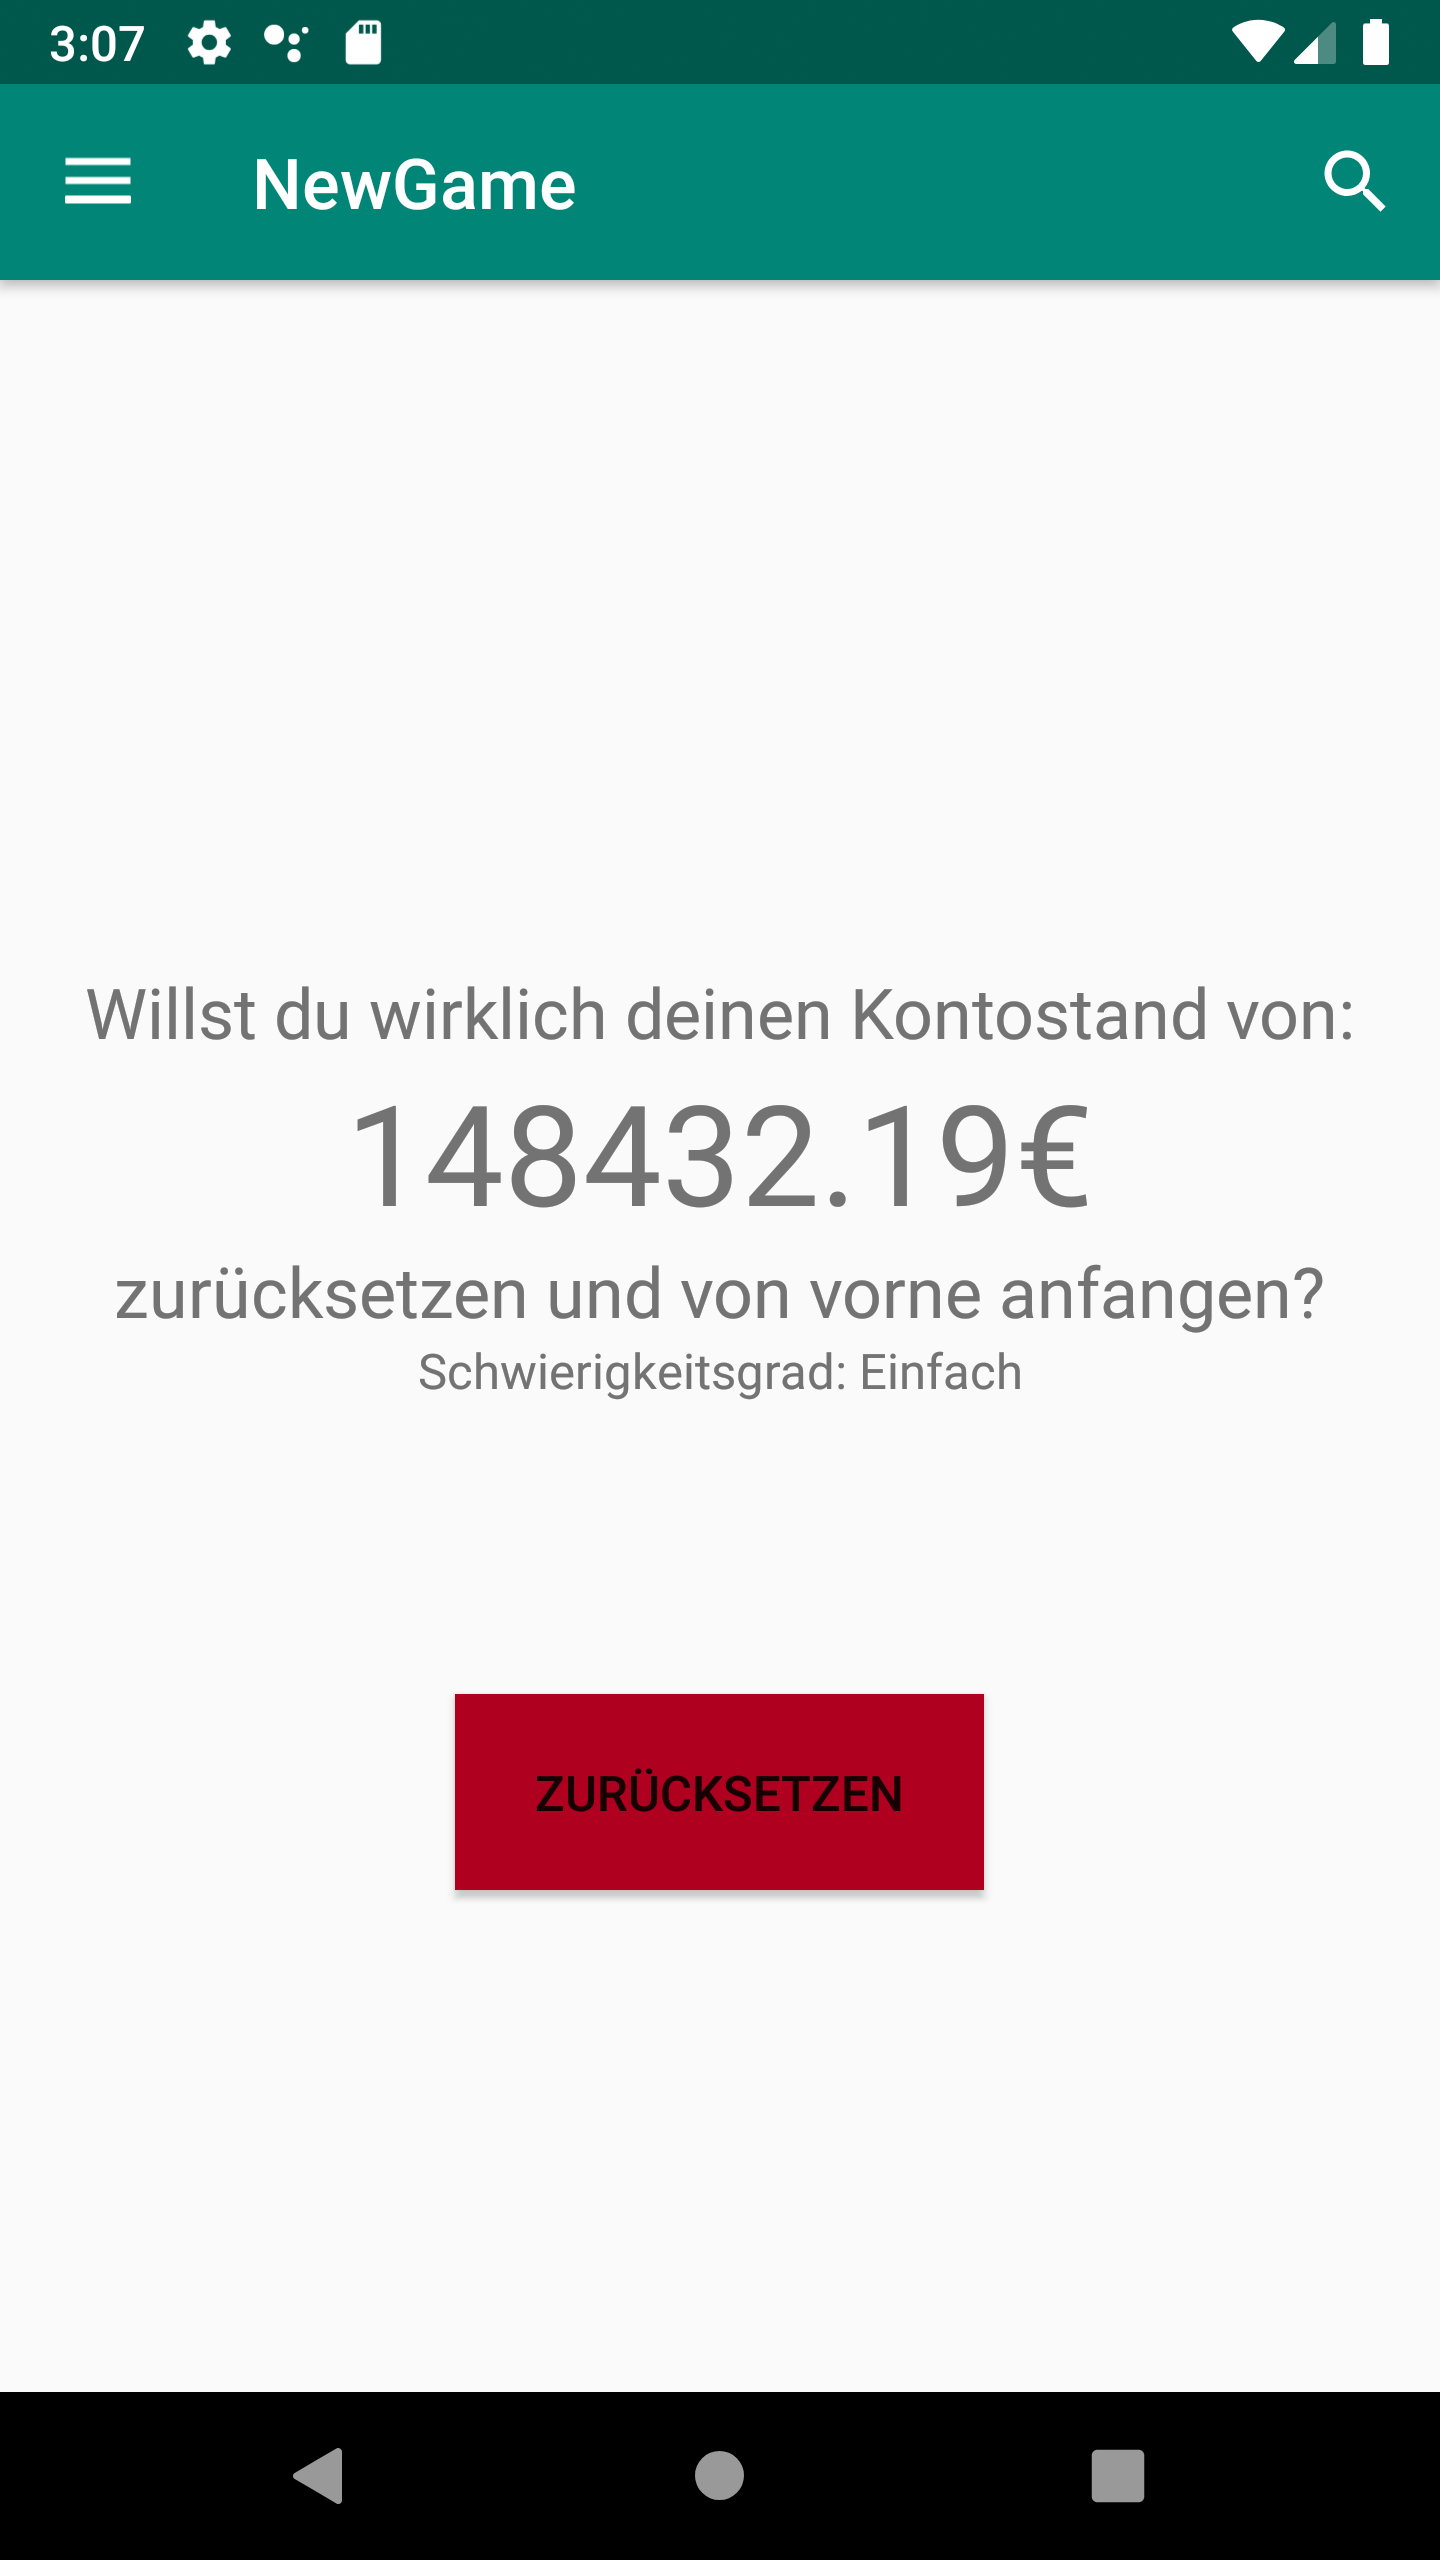 3:07
NewGame
Willst du wirklich deinen Kontostand von:
148432.19€
zurücksetzen und von vorne anfangen?
Schwierigkeitsgrad: Einfach
ZURÜCKSETZEN